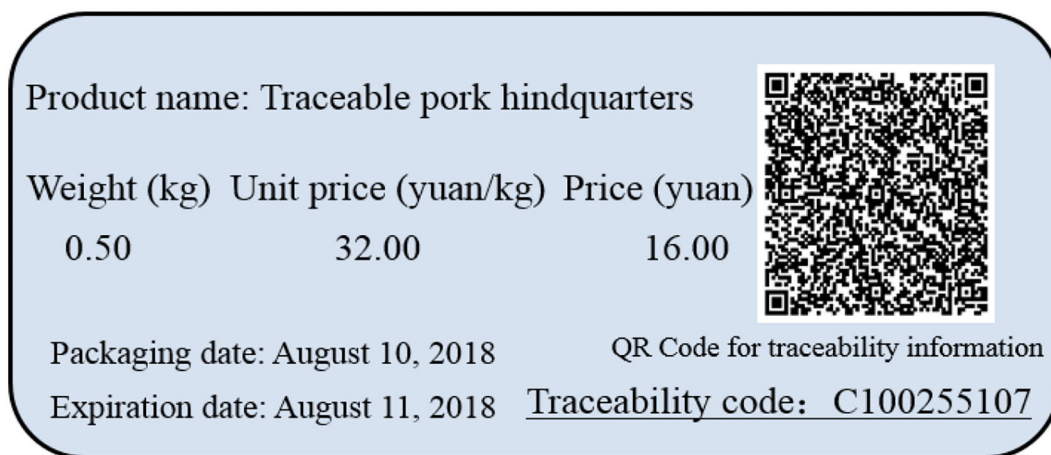 Product name: Traceable pork hindquarters
Weight (kg) Unit price (yuan/kg) Price (yuan)
0.50 32.00 16.00
Packaging date: August 10, 2018
QR Code for traceability information
Expiration date: August 11, 2018
Traceability code： C100255107